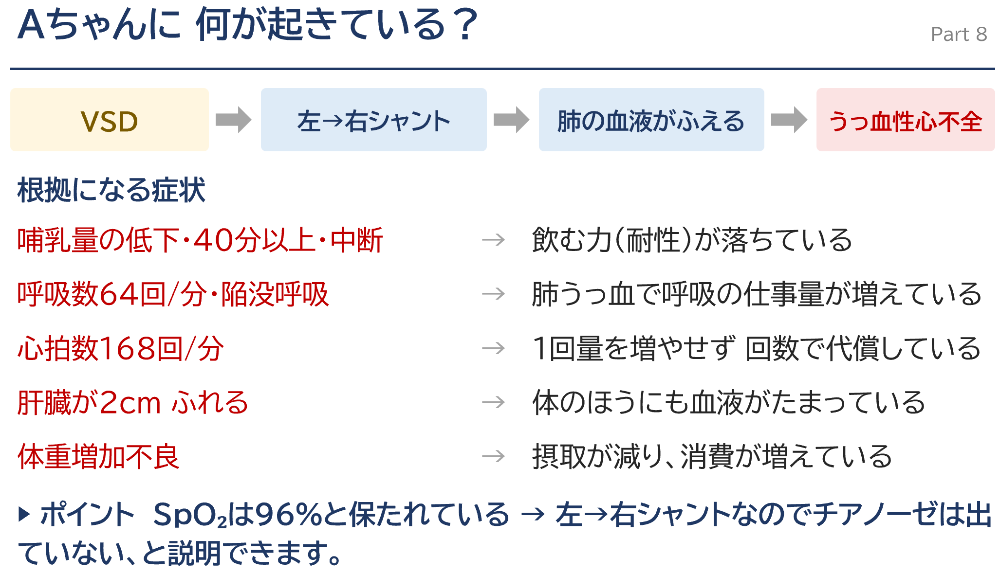 Aちゃんに 何が起きている？
Part 8
VSD
左→右シャント
肺の血液がふえる
うっ血性心不全
根拠になる症状
哺乳量の低下・40分以上・中断 → 飲む力（耐性）が落ちている
呼吸数64回/分・陥没呼吸 → 肺うっ血で呼吸の仕事量が増えている
心拍数168回/分 → 1回量を増やせず 回数で代償している
肝臓が2cm ふれる → 体のほうにも血液がたまっている
体重増加不良 → 摂取が減り、消費が増えている
▶ ポイント　SpO₂は96%と保たれている → 左→右シャントなのでチアノーゼは出
ていない、と説明できます。